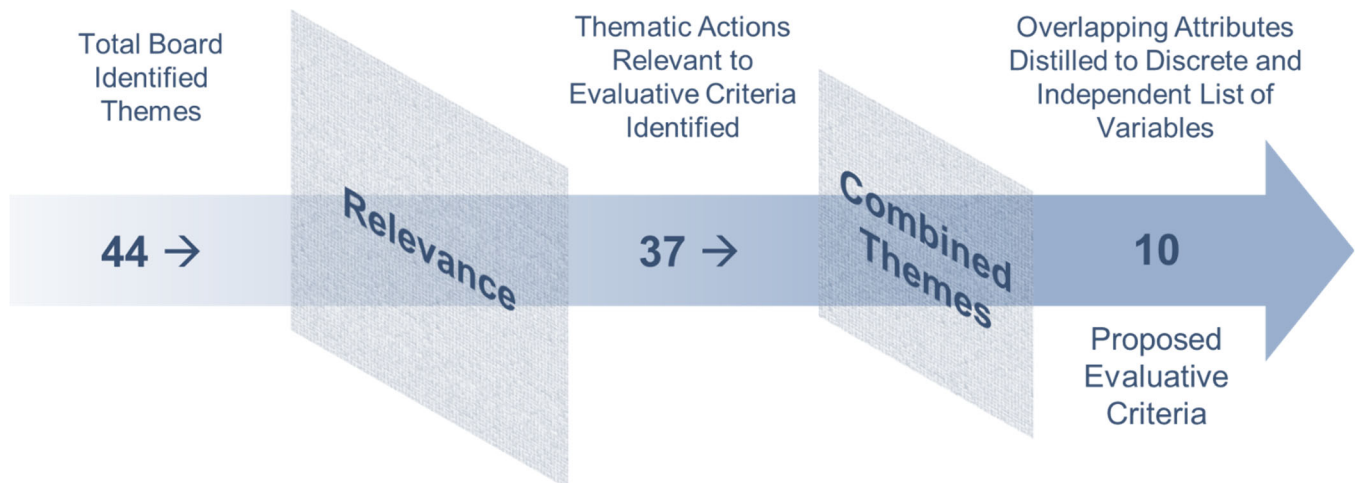 Total Board
Identified
Themes
44 →
Relevance
Thematic Actions
Relevant to
Evaluative Criteria
Identified
37 →
Combined
Themes
Overlapping Attributes
Distilled to Discrete and
Independent List of
Variables
10
Proposed
Evaluative
Criteria